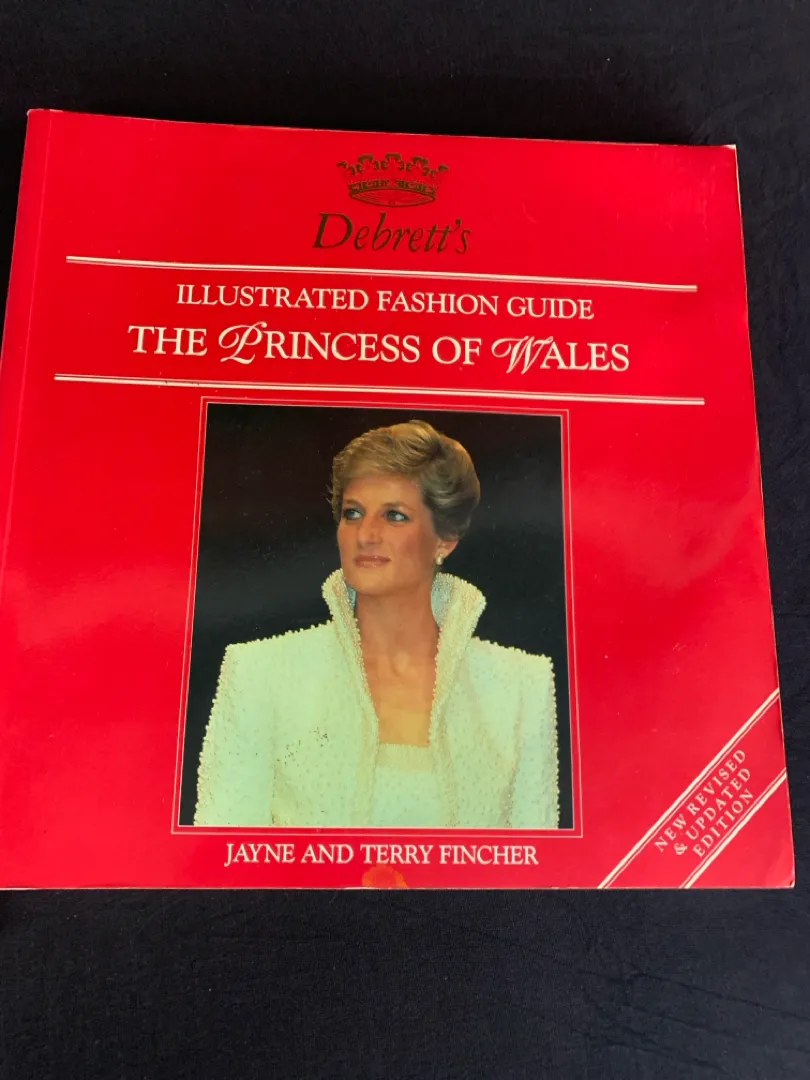 Debrett's
ILLUSTRATED FASHION GUIDE
THE PRINCESS OF WALES
JAYNE AND TERRY FINCHER
NEW REVISED
& UPDATED
EDITION